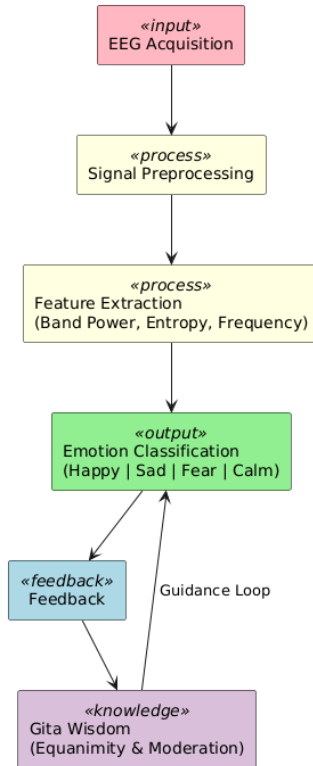 «input»
EEG Acquisition
«process»
Signal Preprocessing
«process»
Feature Extraction
(Band Power, Entropy, Frequency)
«output»
Emotion Classification
(Happy | Sad | Fear | Calm)
«feedback»
Feedback
Guidance Loop
«knowledge»
Gita Wisdom
(Equanimity & Moderation)